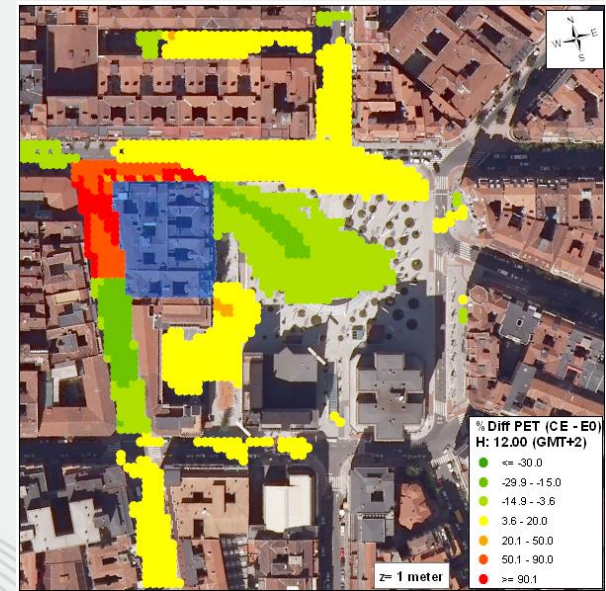 N
W E
S
% Diff PET (CE - E0)
H: 12.00 (GMT+2)
<= -30.0
-29.9 - -15.0
-14.9 - -3.6
3.6 - 20.0
20.1 - 50.0
50.1 - 90.0
>= 90.1
z= 1 meter